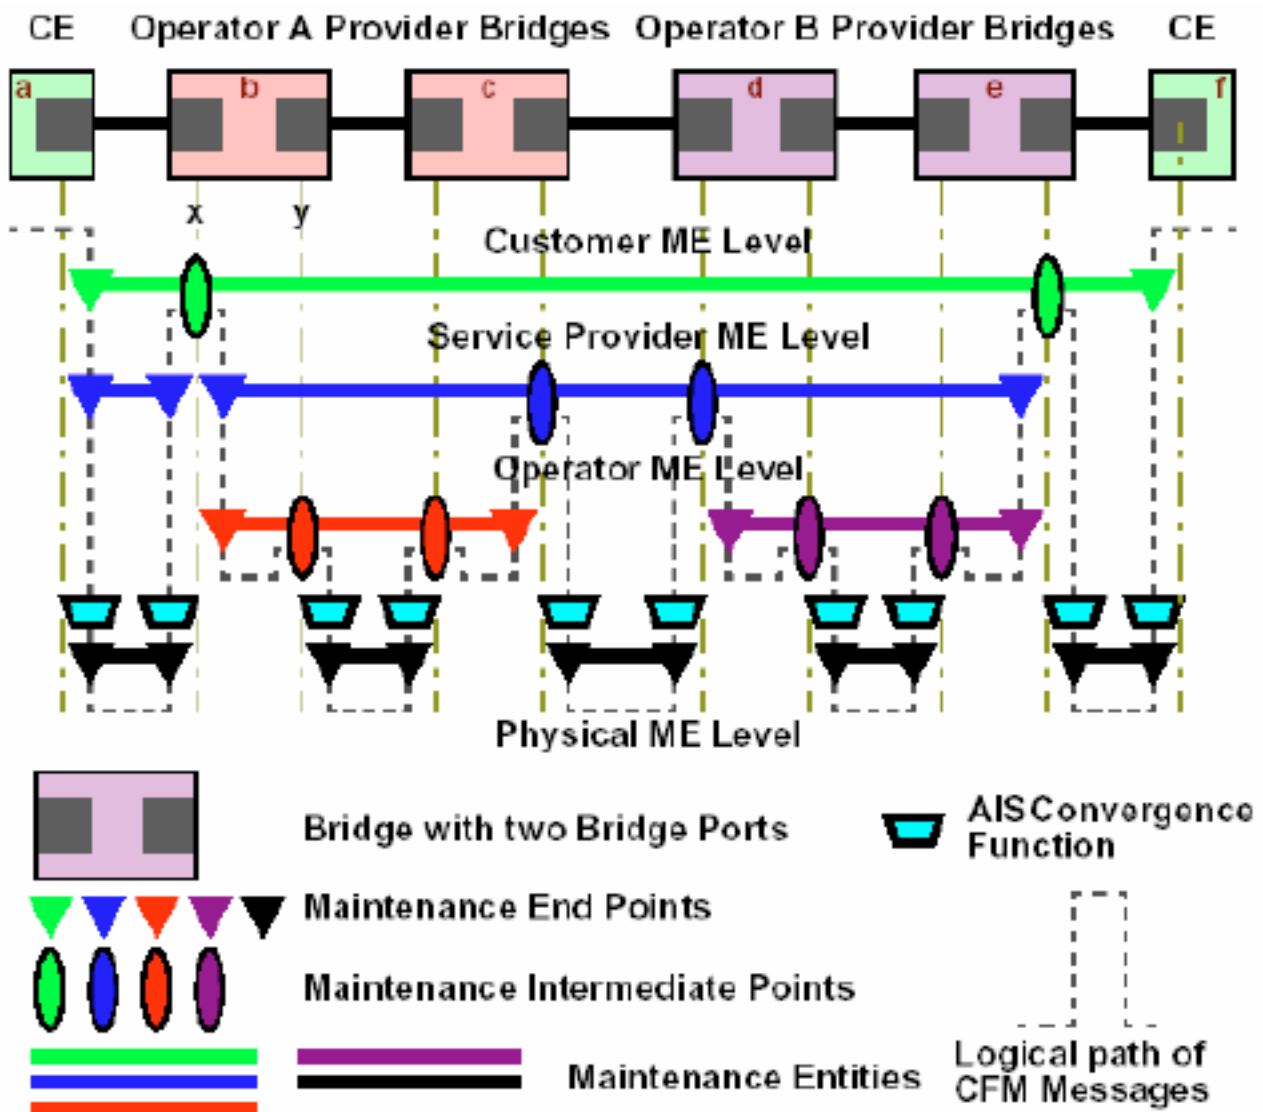 CE Operator A Provider Bridges Operator B Provider Bridges CE
a b c d e f
x y
Customer ME Level
Service Provider ME Level
Operator ME Level
Physical ME Level
Bridge with two Bridge Ports
AISConvergence
Function
Maintenance End Points
Maintenance Intermediate Points
Maintenance Entities
Logical path of
CFM Messages